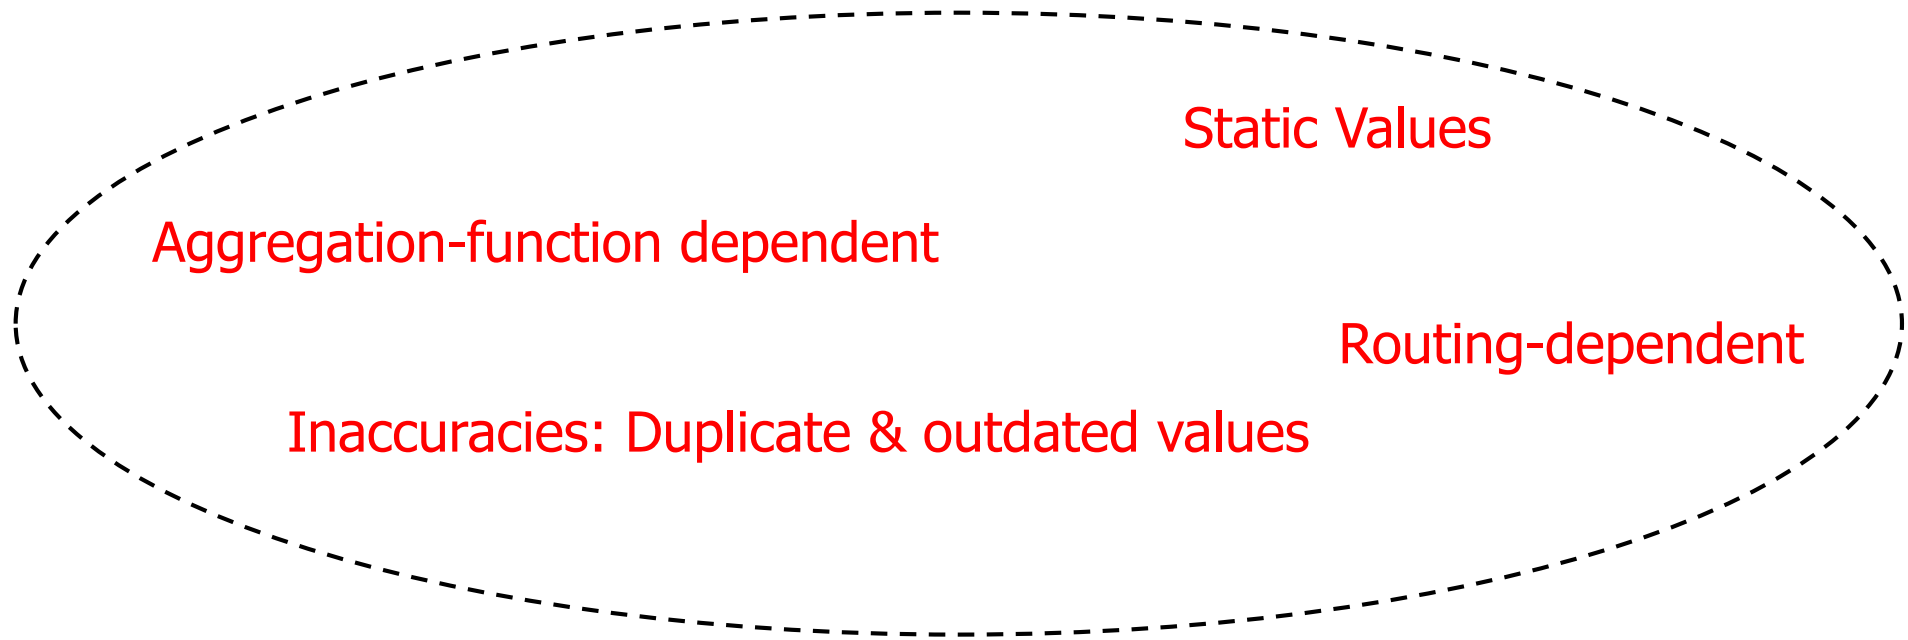 Static Values
Aggregation-function dependent
Routing-dependent
Inaccuracies: Duplicate & outdated values